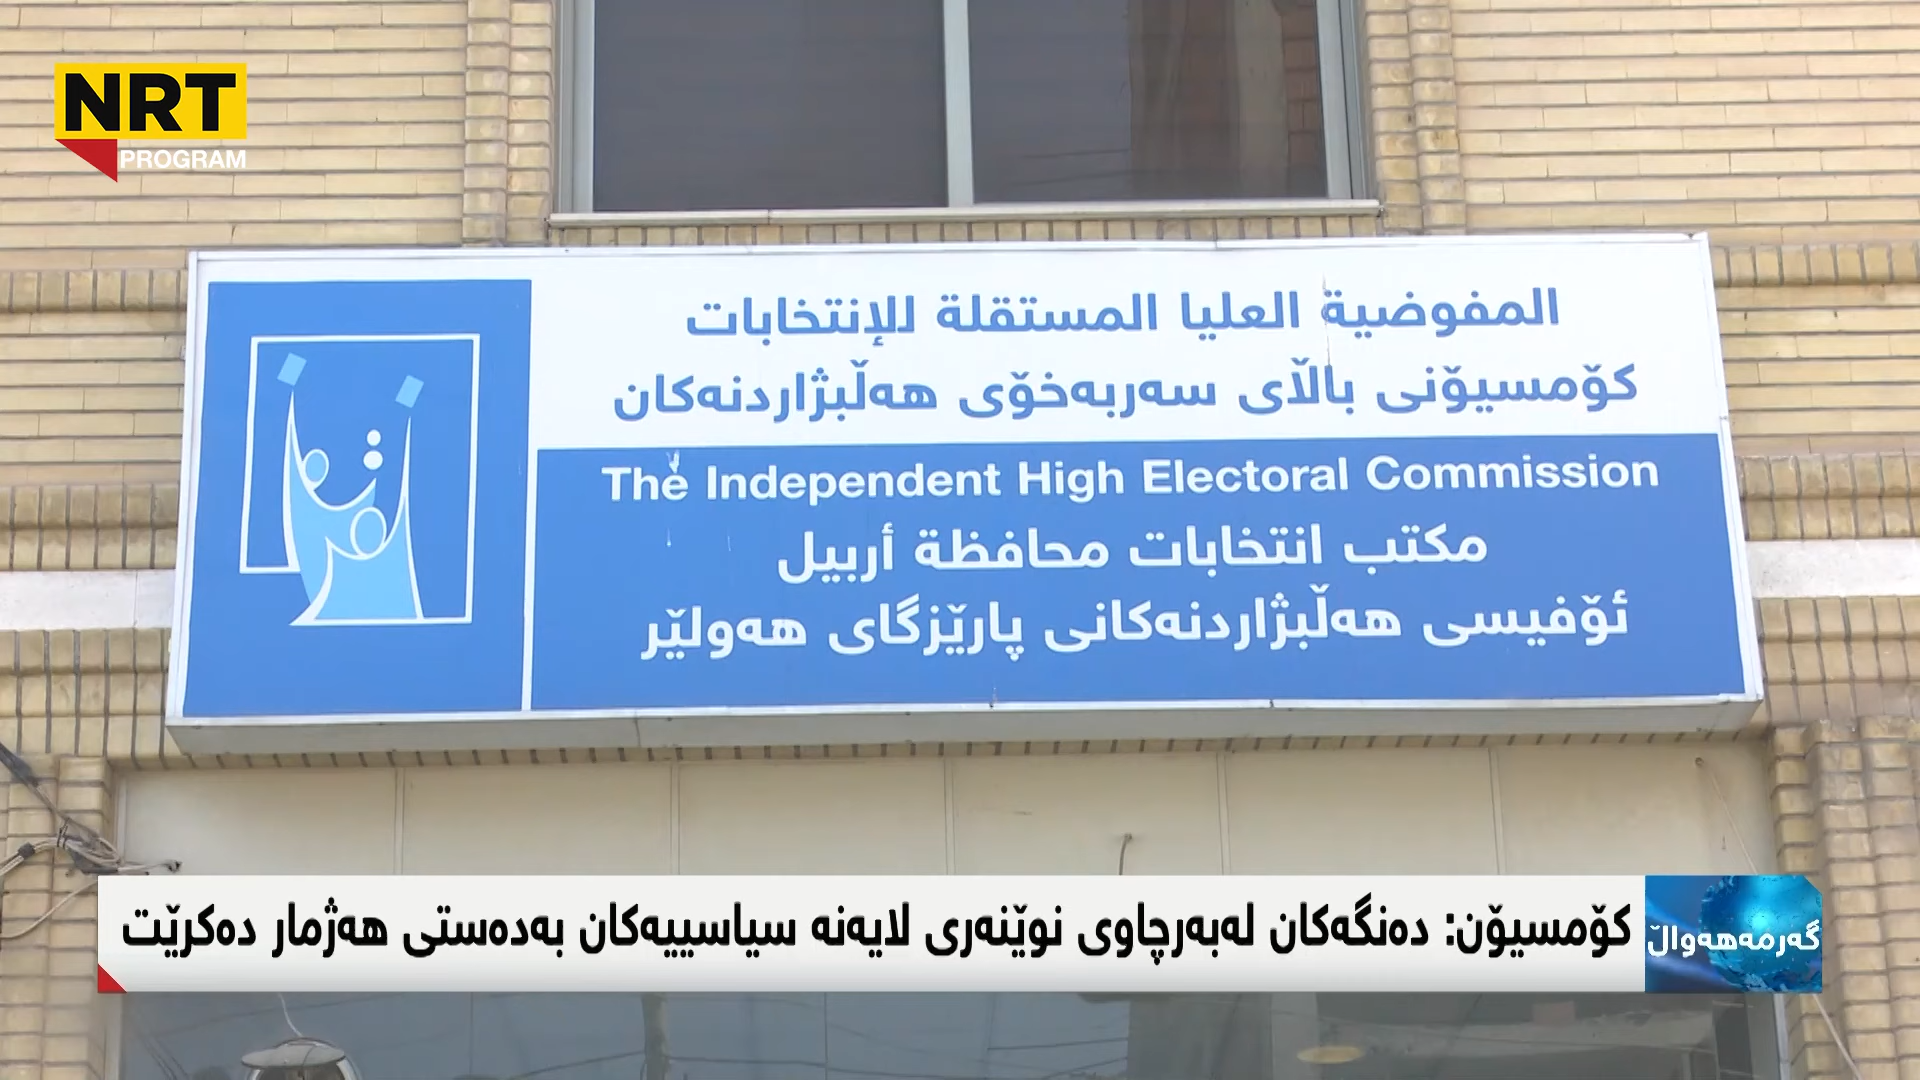 NRT
PROGRAM
المفوضية العليا المستقلة للإنتخابات
كۆمسیۆنی باڵای سەربەخۆی هەڵبژاردنەکان
The Independent High Electoral Commission
مكتب انتخابات محافظة أربيل
ئۆفیسی هەڵبژاردنەکانی پارێزگای هەولێر
کۆمسیۆن: دەنگەکان لەبەرچاوی نوێنەری لایەنە سیاسییەکان بەدەستی هەژمار دەکرێت
گەرمەهەواڵ